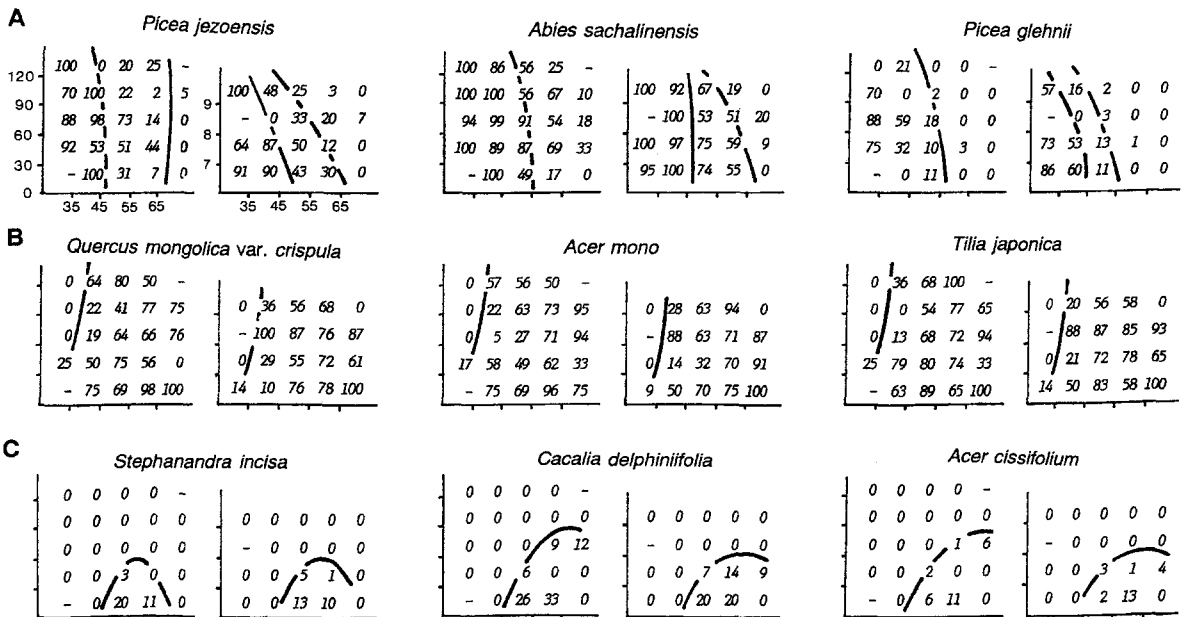 A
Picea jezoensis
Abies sachalinensis
Picea glehnii
120
90
60
30
0
100 0 20 25 –
70 100 22 2 5
88 98 73 14 0
92 53 51 44 0
– 100 31 7 0
35 45 55 65
9
8
7
100 48 25 3 0
– 0 33 20 7
64 87 50 12 0
91 90 43 30 0
35 45 55 65
100 86 56 25 –
100 100 56 67 10
94 99 91 54 18
100 89 87 69 33
– 100 49 17 0
100 92 67 19 0
– 100 53 51 20
100 97 75 59 9
95 100 74 55 0
0 21 0 0 –
70 0 2 0
88 59 18 0
75 32 10 3 0
– 0 11 0
57 16 2 0 0
– 0 3 0
73 53 13 1 0
86 60 11 0
B
Quercus mongolica var. crispula
Acer mono
Tilia japonica
0 64 80 50 –
0 22 41 77 75
0 19 64 66 76
25 50 75 56 0
– 75 69 98 100
0 36 56 68 0
– 100 87 76 87
0 29 55 72 61
14 10 76 78 100
0 57 56 50 –
0 22 63 73 95
0 5 27 71 94
17 58 49 62 33
– 75 69 96 75
0 28 63 94 0
– 88 63 71 87
0 14 32 70 91
9 50 70 75 100
0 36 68 100 –
0 0 54 77 65
0 13 68 72 94
25 79 80 74 33
– 63 89 65 100
0 20 56 58 0
– 88 87 85 93
0 21 72 78 65
14 50 83 58 100
C
Stephanandra incisa
Cacalia delphiniifolia
Acer cissifolium
0 0 0 0 –
0 0 0 0 0
0 0 0 0 0
0 0 3 0 0
– 0 20 11 0
0 0 0 0 0
– 0 0 0 0
0 0 5 1 0
0 0 13 10 0
0 0 0 0 –
0 0 0 0 0
0 0 0 9 12
0 0 6 0 0
– 0 26 33 0
0 0 0 0 0
– 0 0 0 0
0 0 7 14 9
0 0 20 20 0
0 0 0 0 –
0 0 0 0 0
0 0 0 1 6
0 0 2 0 0
– 0 6 11 0
0 0 0 0 0
– 0 0 0 0
0 0 3 1 4
0 0 2 13 0